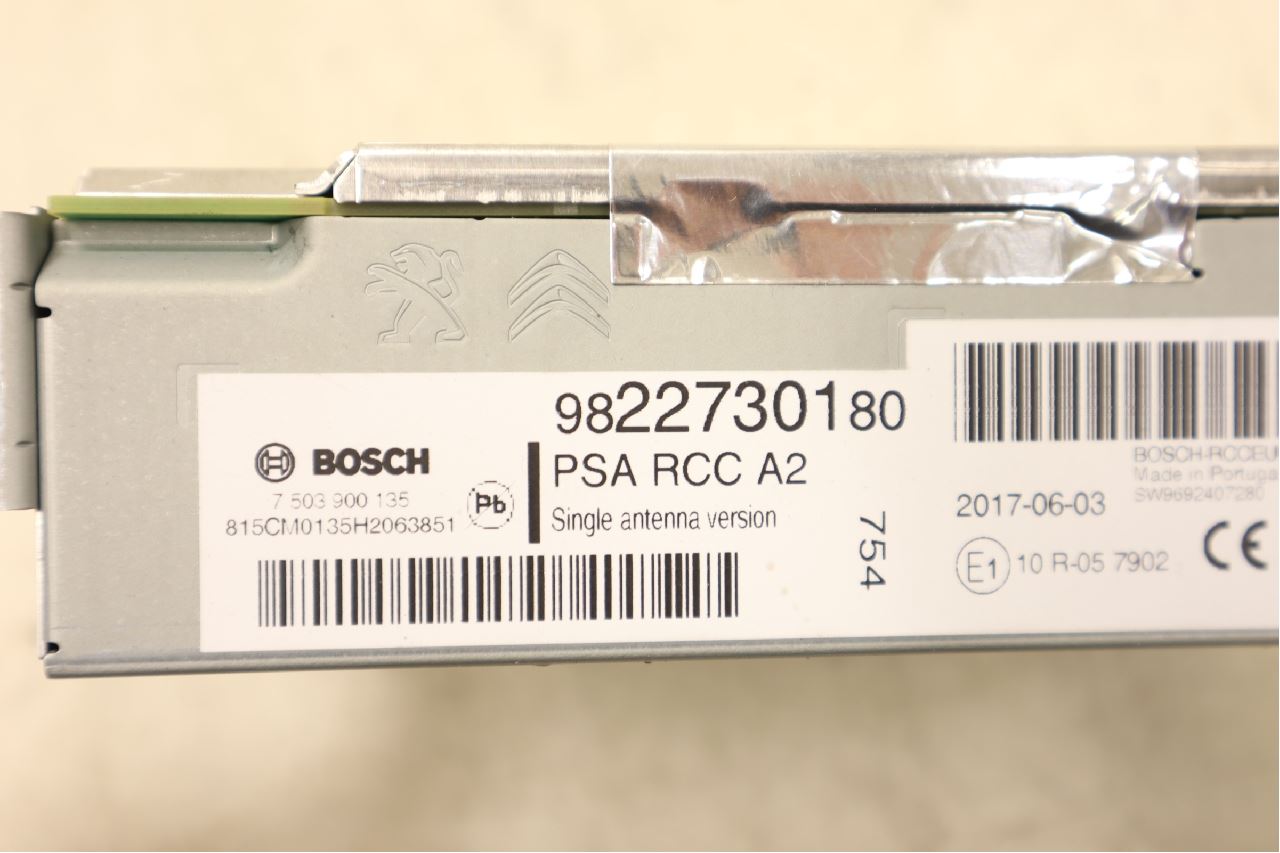 9822730180
BOSCH
PSA RCC A2
7 503 900 135
Pb
815CM0135H2063851
Single antenna version
754
BOSCH-RCCEU
Made in Portuga
SW9692407280
2017-06-03
E1 10 R-05 7902
CE